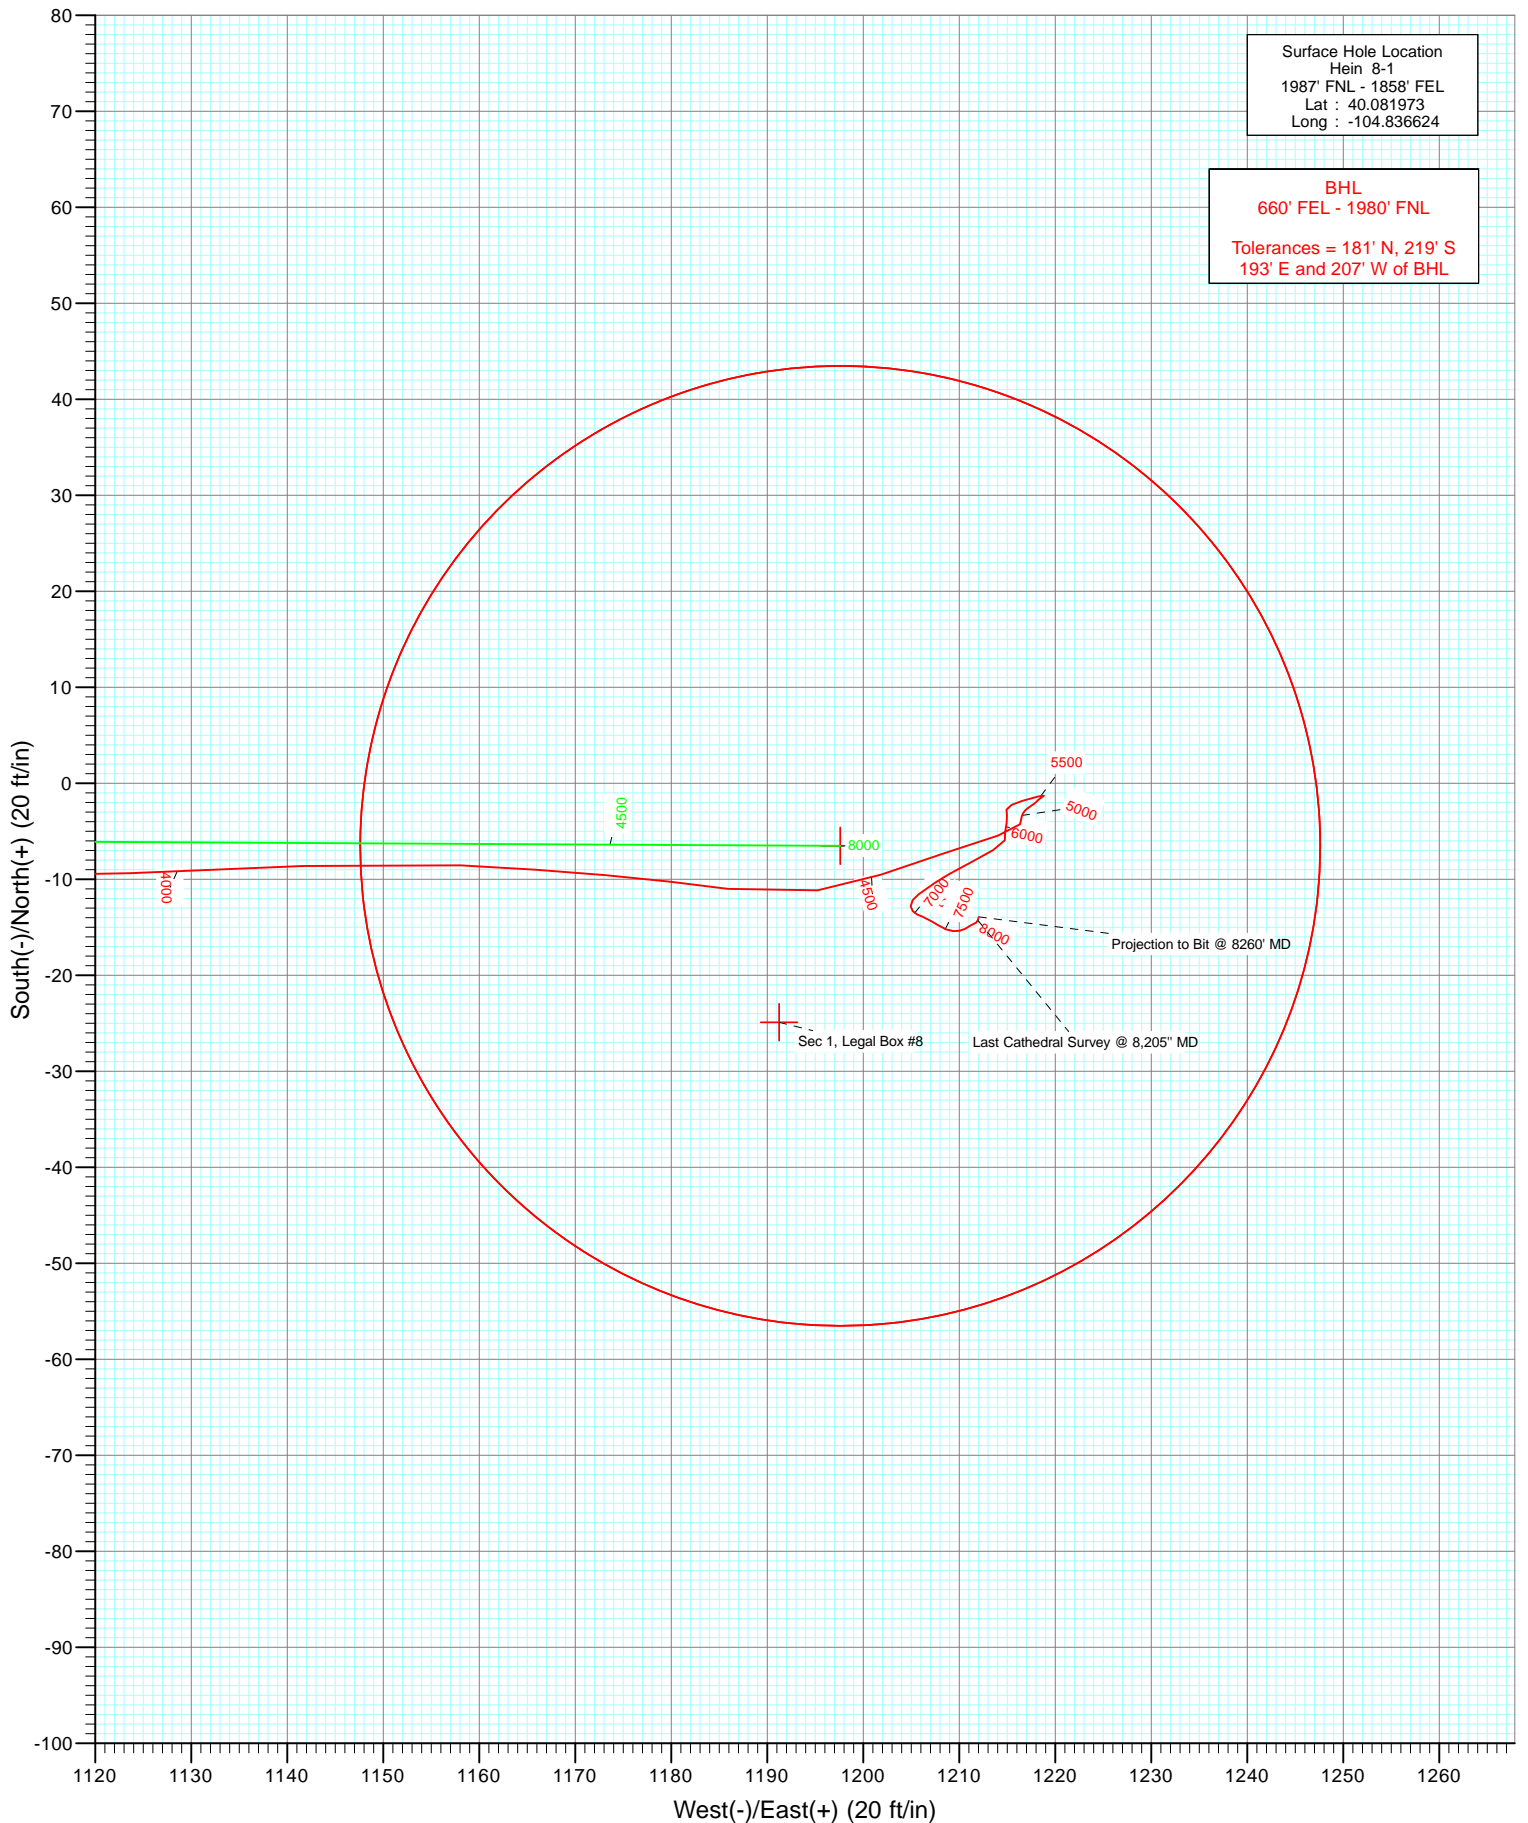 Surface Hole Location
Hein 8-1
1987' FNL - 1858' FEL
Lat : 40.081973
Long : -104.836624
BHL
660' FEL - 1980' FNL
Tolerances = 181' N, 219' S
193' E and 207' W of BHL
80
70
60
50
40
30
20
10
0
-10
-20
-30
-40
-50
-60
-70
-80
-90
-100
South(-)/North(+) (20 ft/in)
5500
5000
4500
6000
8000
4000
4500
7000
7500
8000
Projection to Bit @ 8260' MD
Sec 1, Legal Box #8
Last Cathedral Survey @ 8,205" MD
1120 1130 1140 1150 1160 1170 1180 1190 1200 1210 1220 1230 1240 1250 1260
West(-)/East(+) (20 ft/in)